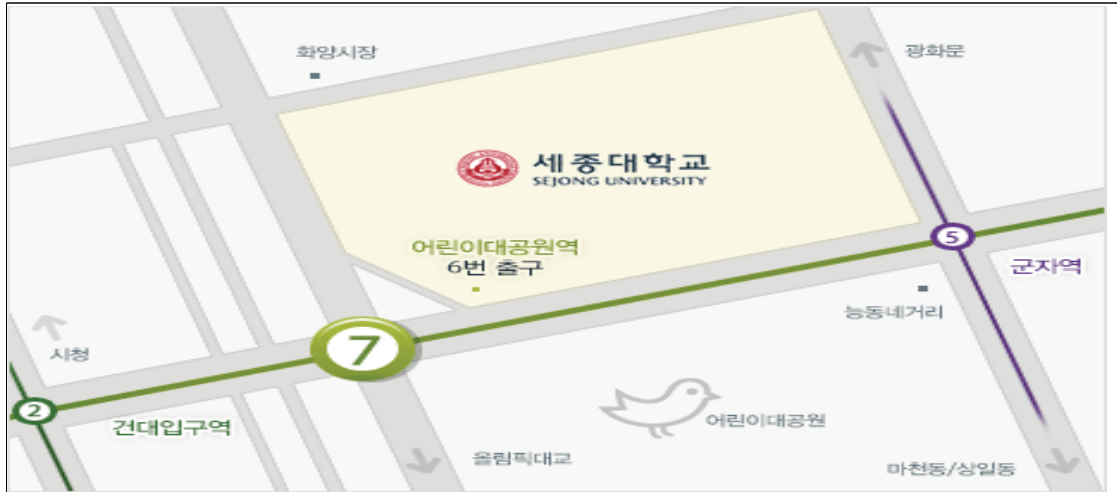 화양시장
광화문
세종대학교
SEJONG UNIVERSITY
어린이대공원역
6번 출구
5
군자역
능동네거리
7
시청
2
건대입구역
어린이대공원
올림픽대교
마천동/상일동